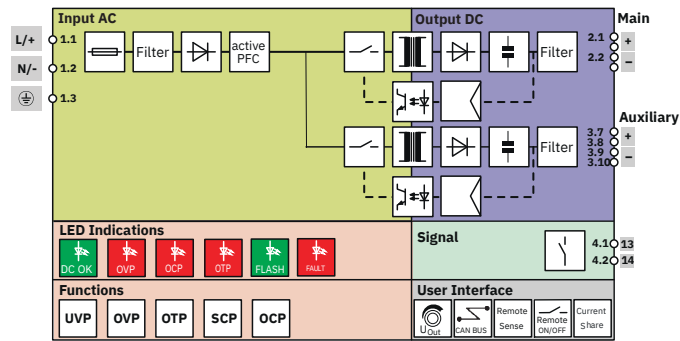 Input AC
Output DC
Main
L/+
1.1
Filter
active
PFC
Filter
2.1
+
2.2
−
N/-
1.2
1.3
Auxiliary
Filter
3.7
+
3.8
3.9
−
3.10
LED Indications
DC OK
OVP
OCP
OTP
FLASH
FAULT
Signal
4.1
13
4.2
14
Functions
UVP
OVP
OTP
SCP
OCP
User Interface
UOut
CAN BUS
Remote
Sense
Remote
ON/OFF
Current
Share